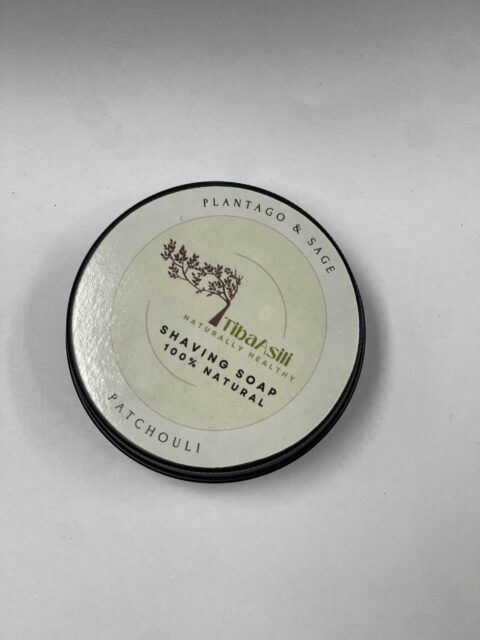 PLANTAGO & SAGE
TibaAsili
NATURALLY HEALTHY
SHAVING SOAP
100% NATURAL
PATCHOULI